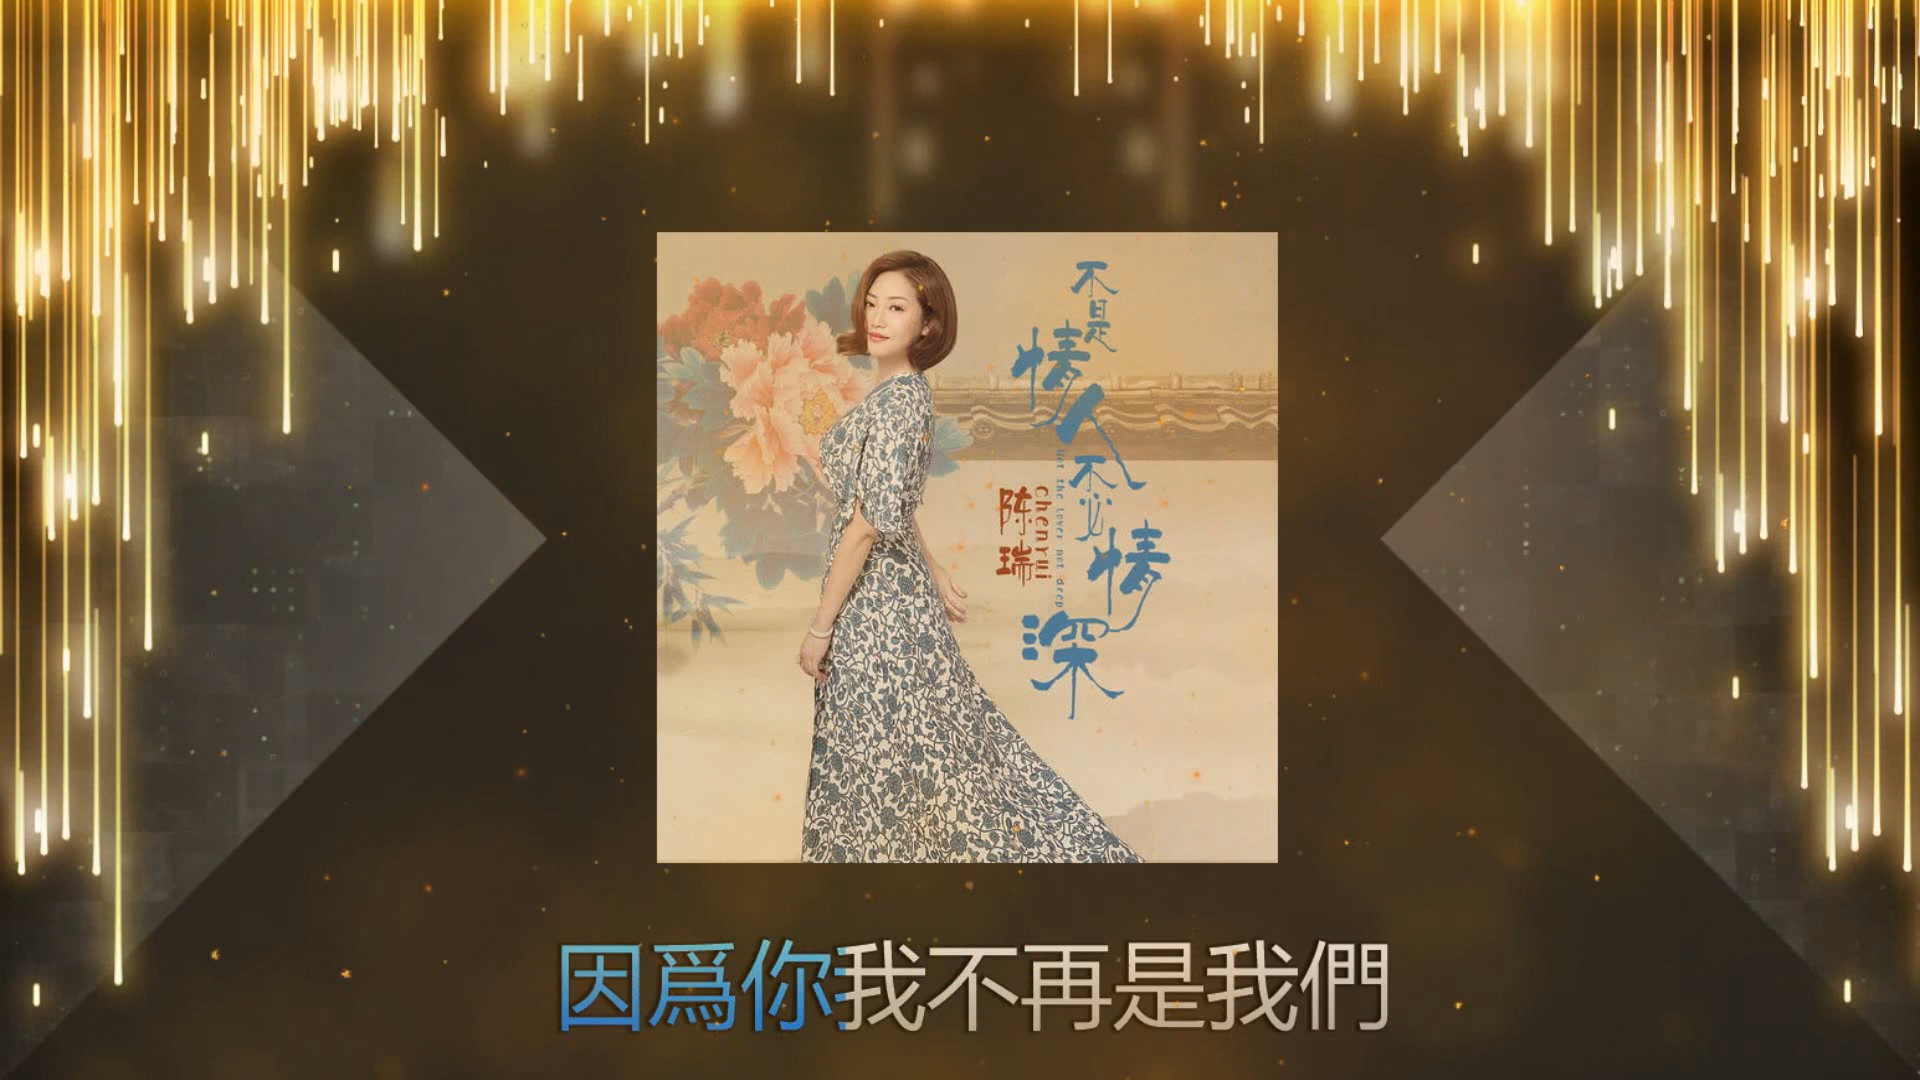 不是情人不必情深
Not the lover not deep
Chenrui
陈瑞
因爲你我不再是我們